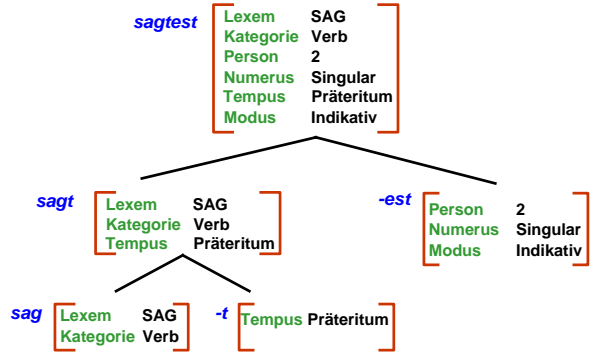 sagtest
Lexem SAG
Kategorie Verb
Person 2
Numerus Singular
Tempus Präteritum
Modus Indikativ
sagt
Lexem SAG
Kategorie Verb
Tempus Präteritum
-est
Person 2
Numerus Singular
Modus Indikativ
sag
Lexem SAG
Kategorie Verb
-t
Tempus Präteritum